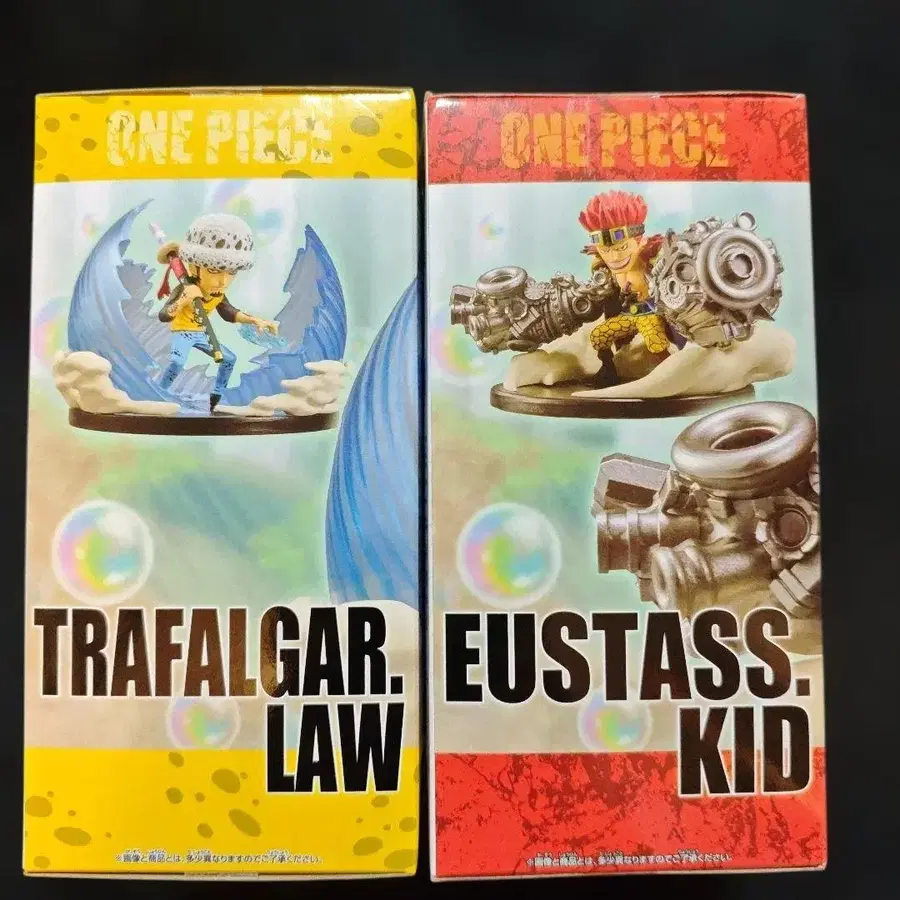 ONE PIECE
TRAFALGAR.
LAW
※画像と商品とは、多少異なりますのでご了承ください。
ONE PIECE
EUSTASS.
KID
※画像と商品とは、多少異なりますのでご了承ください。